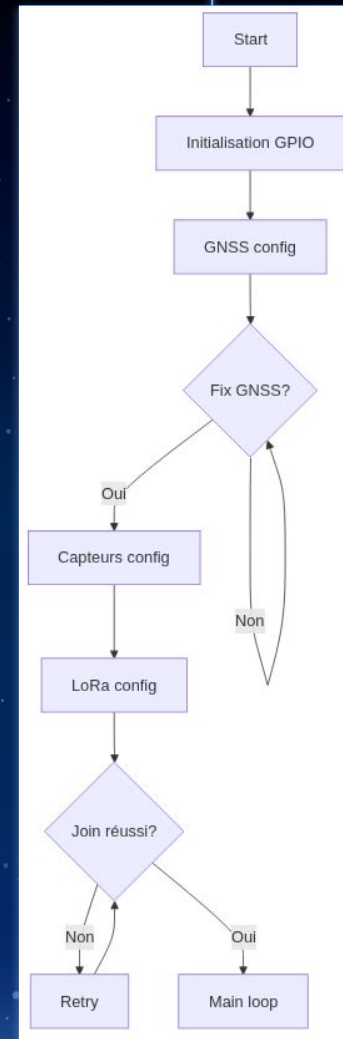 Start
Initialisation GPIO
GNSS config
Fix GNSS?
Oui
Capteurs config
Non
LoRa config
Join réussi?
Non
Oui
Retry
Main loop